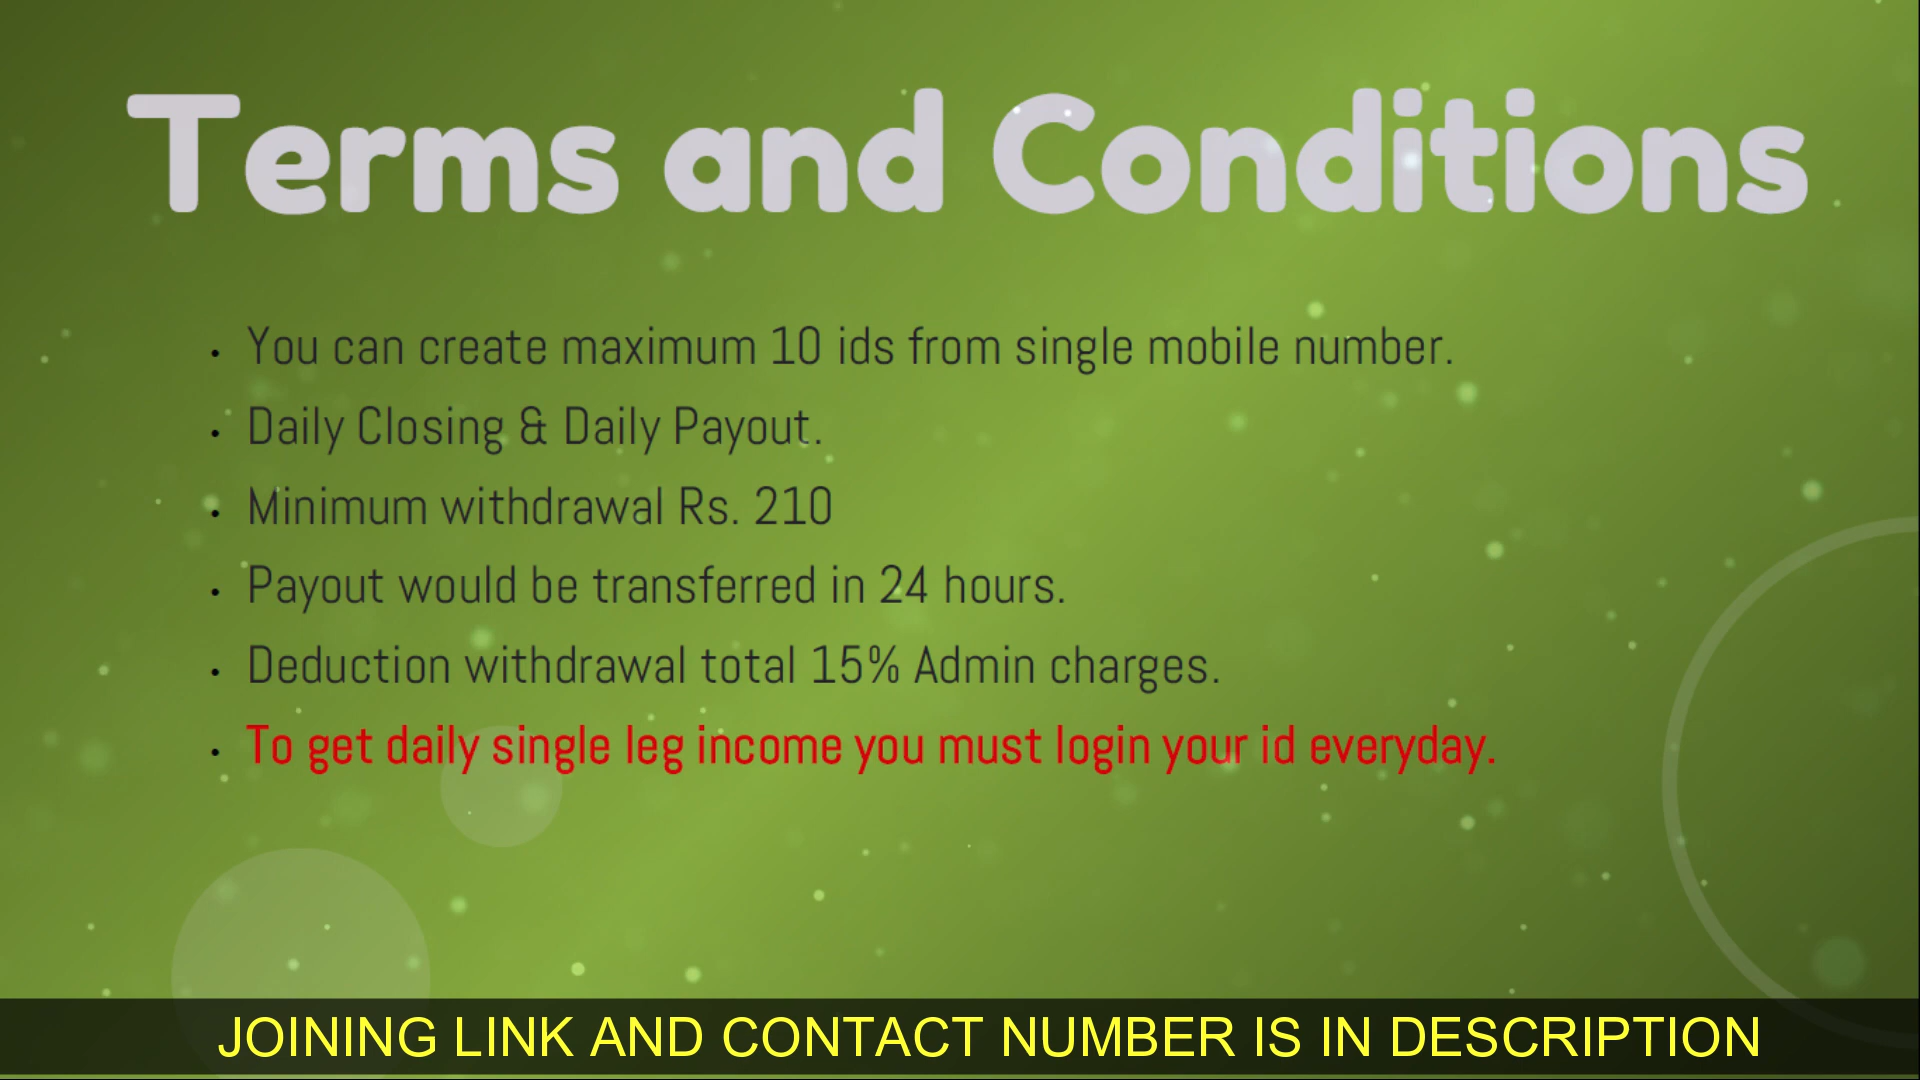 Terms and Conditions
• You can create maximum 10 ids from single mobile number.
• Daily Closing & Daily Payout.
• Minimum withdrawal Rs. 210
• Payout would be transferred in 24 hours.
• Deduction withdrawal total 15% Admin charges.
• To get daily single leg income you must login your id everyday.
JOINING LINK AND CONTACT NUMBER IS IN DESCRIPTION